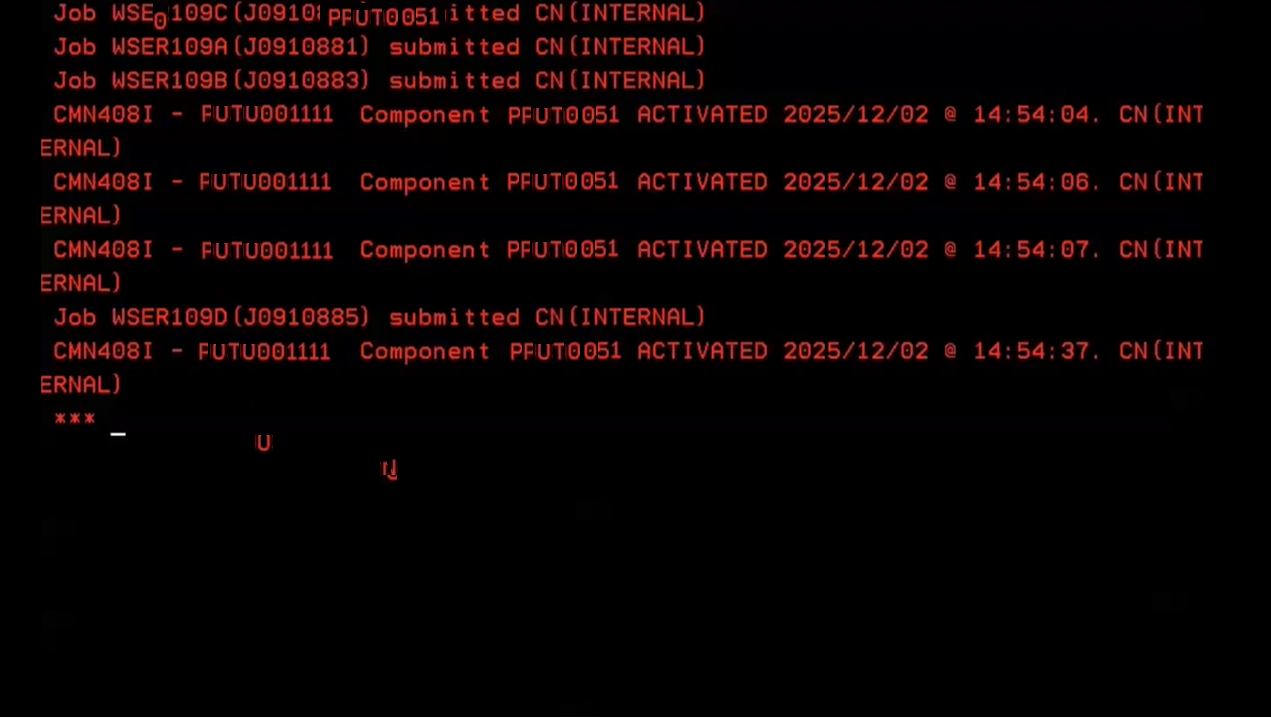 Job WSE0109C(J0910 PFUT0051 itted CN(INTERNAL)
Job WSER109A(J0910881) submitted CN(INTERNAL)
Job WSER109B(J0910883) submitted CN(INTERNAL)
CMN408I - FUTU001111 Component PFUT0051 ACTIVATED 2025/12/02 @ 14:54:04. CN(INT
ERNAL)
CMN408I - FUTU001111 Component PFUT0051 ACTIVATED 2025/12/02 @ 14:54:06. CN(INT
ERNAL)
CMN408I - FUTU001111 Component PFUT0051 ACTIVATED 2025/12/02 @ 14:54:07. CN(INT
ERNAL)
Job WSER109D(J0910885) submitted CN(INTERNAL)
CMN408I - FUTU001111 Component PFUT0051 ACTIVATED 2025/12/02 @ 14:54:37. CN(INT
ERNAL)
*** _
U